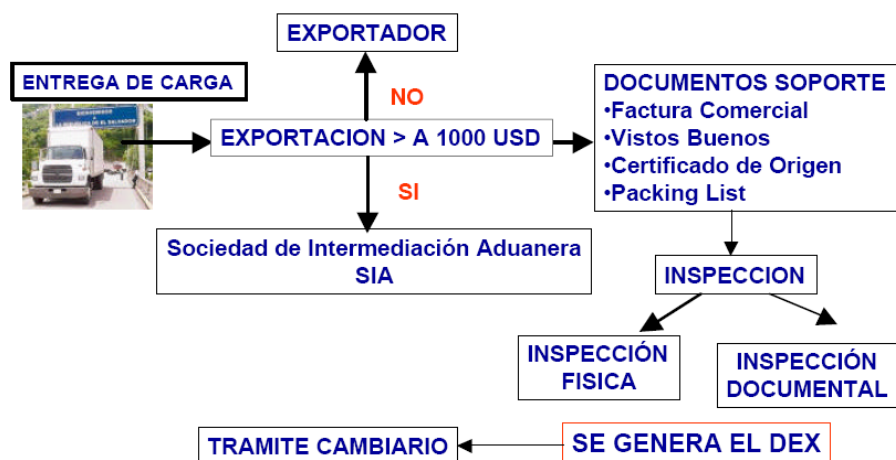 EXPORTADOR
ENTREGA DE CARGA
NO
BIENVENIDOS
EXPORTACION > A 1000 USD
DOCUMENTOS SOPORTE
•Factura Comercial
•Vistos Buenos
•Certificado de Origen
•Packing List
SI
Sociedad de Intermediación Aduanera
SIA
INSPECCION
INSPECCIÓN
FISICA
INSPECCIÓN
DOCUMENTAL
TRAMITE CAMBIARIO
SE GENERA EL DEX